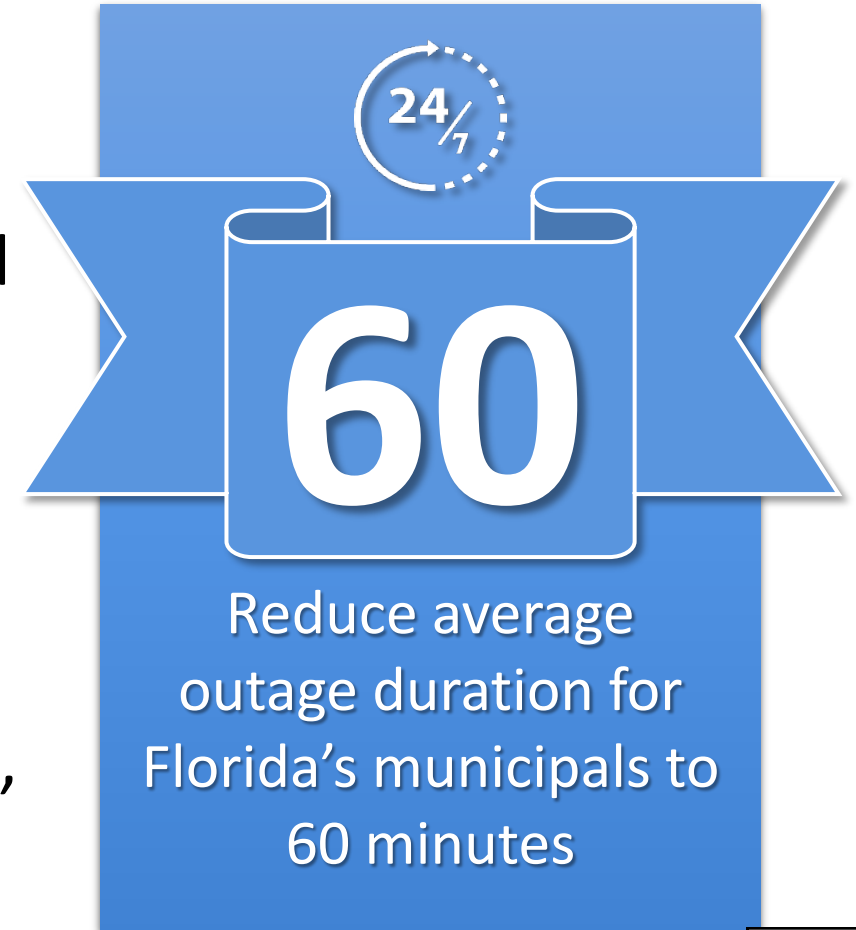 24/7
60
Reduce average
outage duration for
Florida’s municipals to
60 minutes